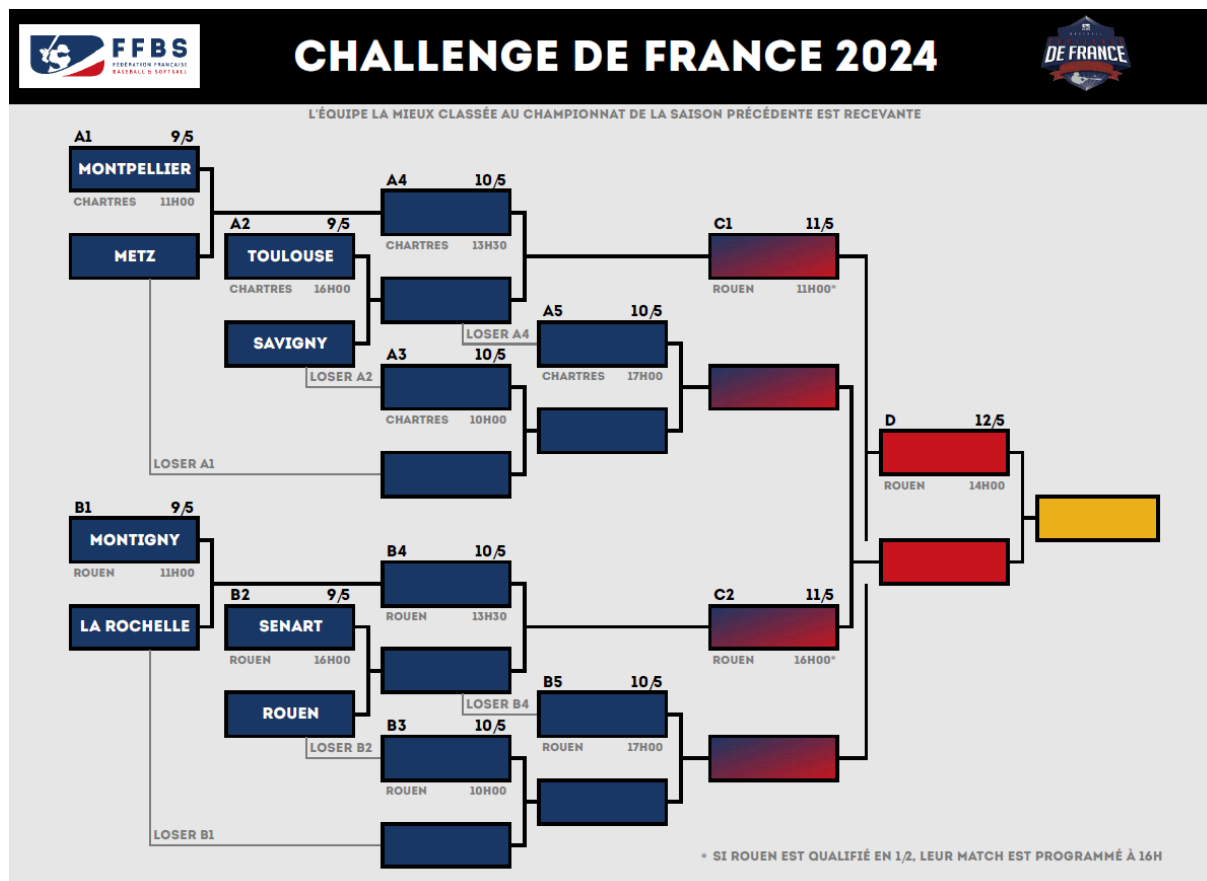 FFBS
FÉDÉRATION FRANÇAISE
BASEBALL & SOFTBALL
CHALLENGE DE FRANCE 2024
DE FRANCE
L'ÉQUIPE LA MIEUX CLASSÉE AU CHAMPIONNAT DE LA SAISON PRÉCÉDENTE EST RECEVANTE
A1 9/5
MONTPELLIER
CHARTRES 11H00
METZ
A2 9/5
TOULOUSE
CHARTRES 16H00
SAVIGNY
LOSER A2
LOSER A1
A4 10/5
CHARTRES 13H30
LOSER A4
A3 10/5
CHARTRES 10H00
A5 10/5
CHARTRES 17H00
C1 11/5
ROUEN 11H00*
D 12/5
ROUEN 14H00
B1 9/5
MONTIGNY
ROUEN 11H00
LA ROCHELLE
B2 9/5
SENART
ROUEN 16H00
ROUEN
LOSER B2
LOSER B1
B4 10/5
ROUEN 13H30
LOSER B4
B3 10/5
ROUEN 10H00
B5 10/5
ROUEN 17H00
C2 11/5
ROUEN 16H00*
* SI ROUEN EST QUALIFIÉ EN 1/2, LEUR MATCH EST PROGRAMMÉ À 16H